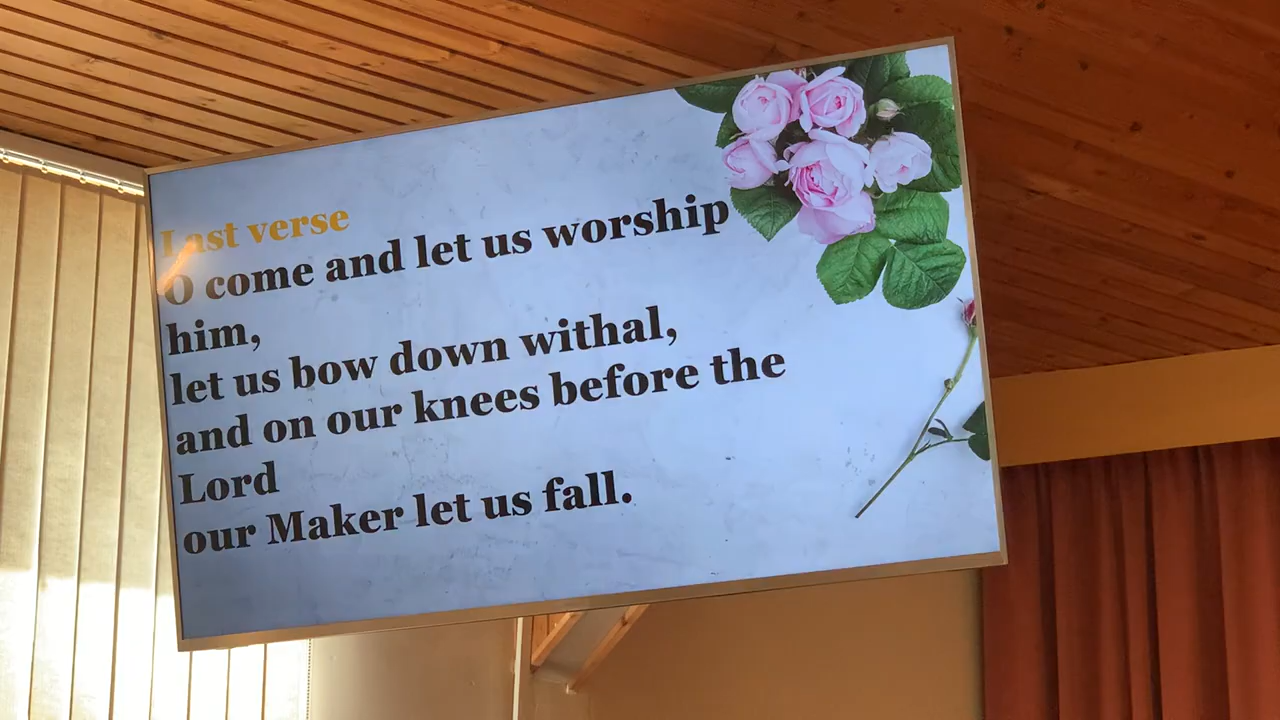 Last verse
O come and let us worship
him,
let us bow down withal,
and on our knees before the
Lord
our Maker let us fall.